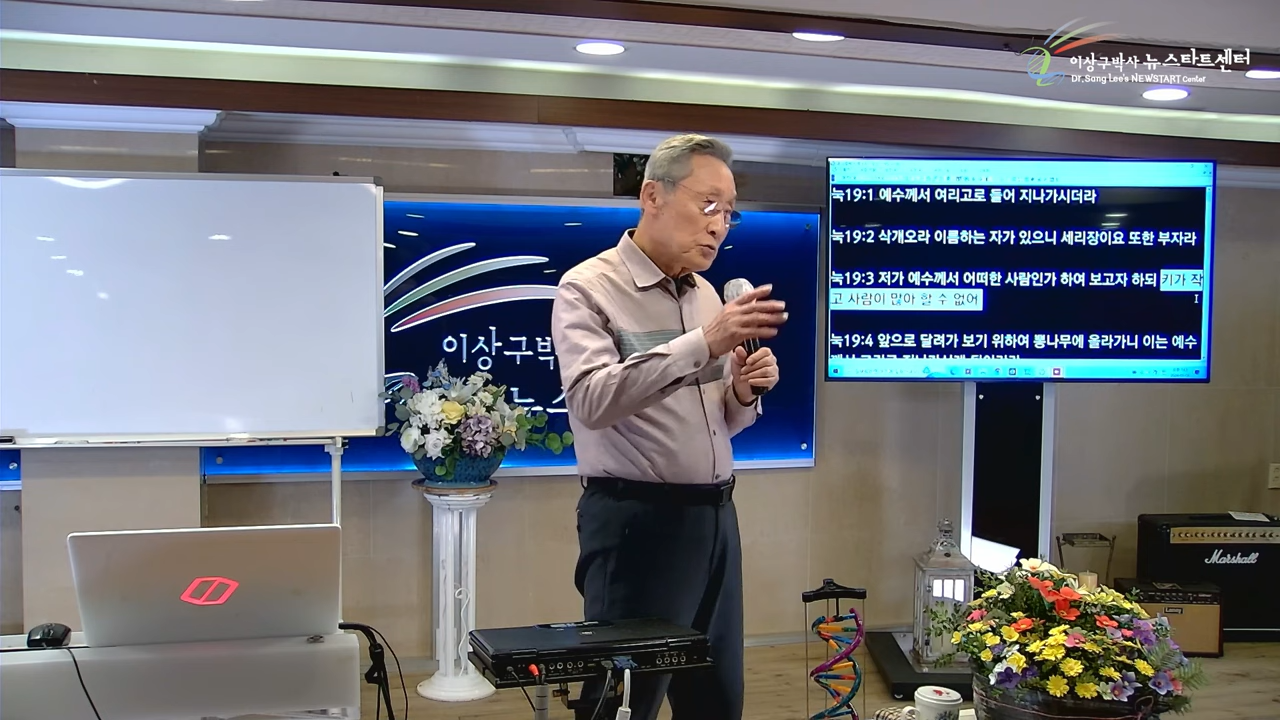 이상구박사 뉴스타트센터
Dr. Sang Lee's NEWSTART Center
눅19:1 예수께서 여리고로 들어 지나가시더라
눅19:2 삭개오라 이름하는 자가 있으니 세리장이요 또한 부자라
눅19:3 저가 예수께서 어떠한 사람인가 하여 보고자 하되 키가 작
고 사람이 많아 할 수 없어
눅19:4 앞으로 달려가 보기 위하여 뽕나무에 올라가니 이는 예수
이상구박
뉴스
Marshall
Laney